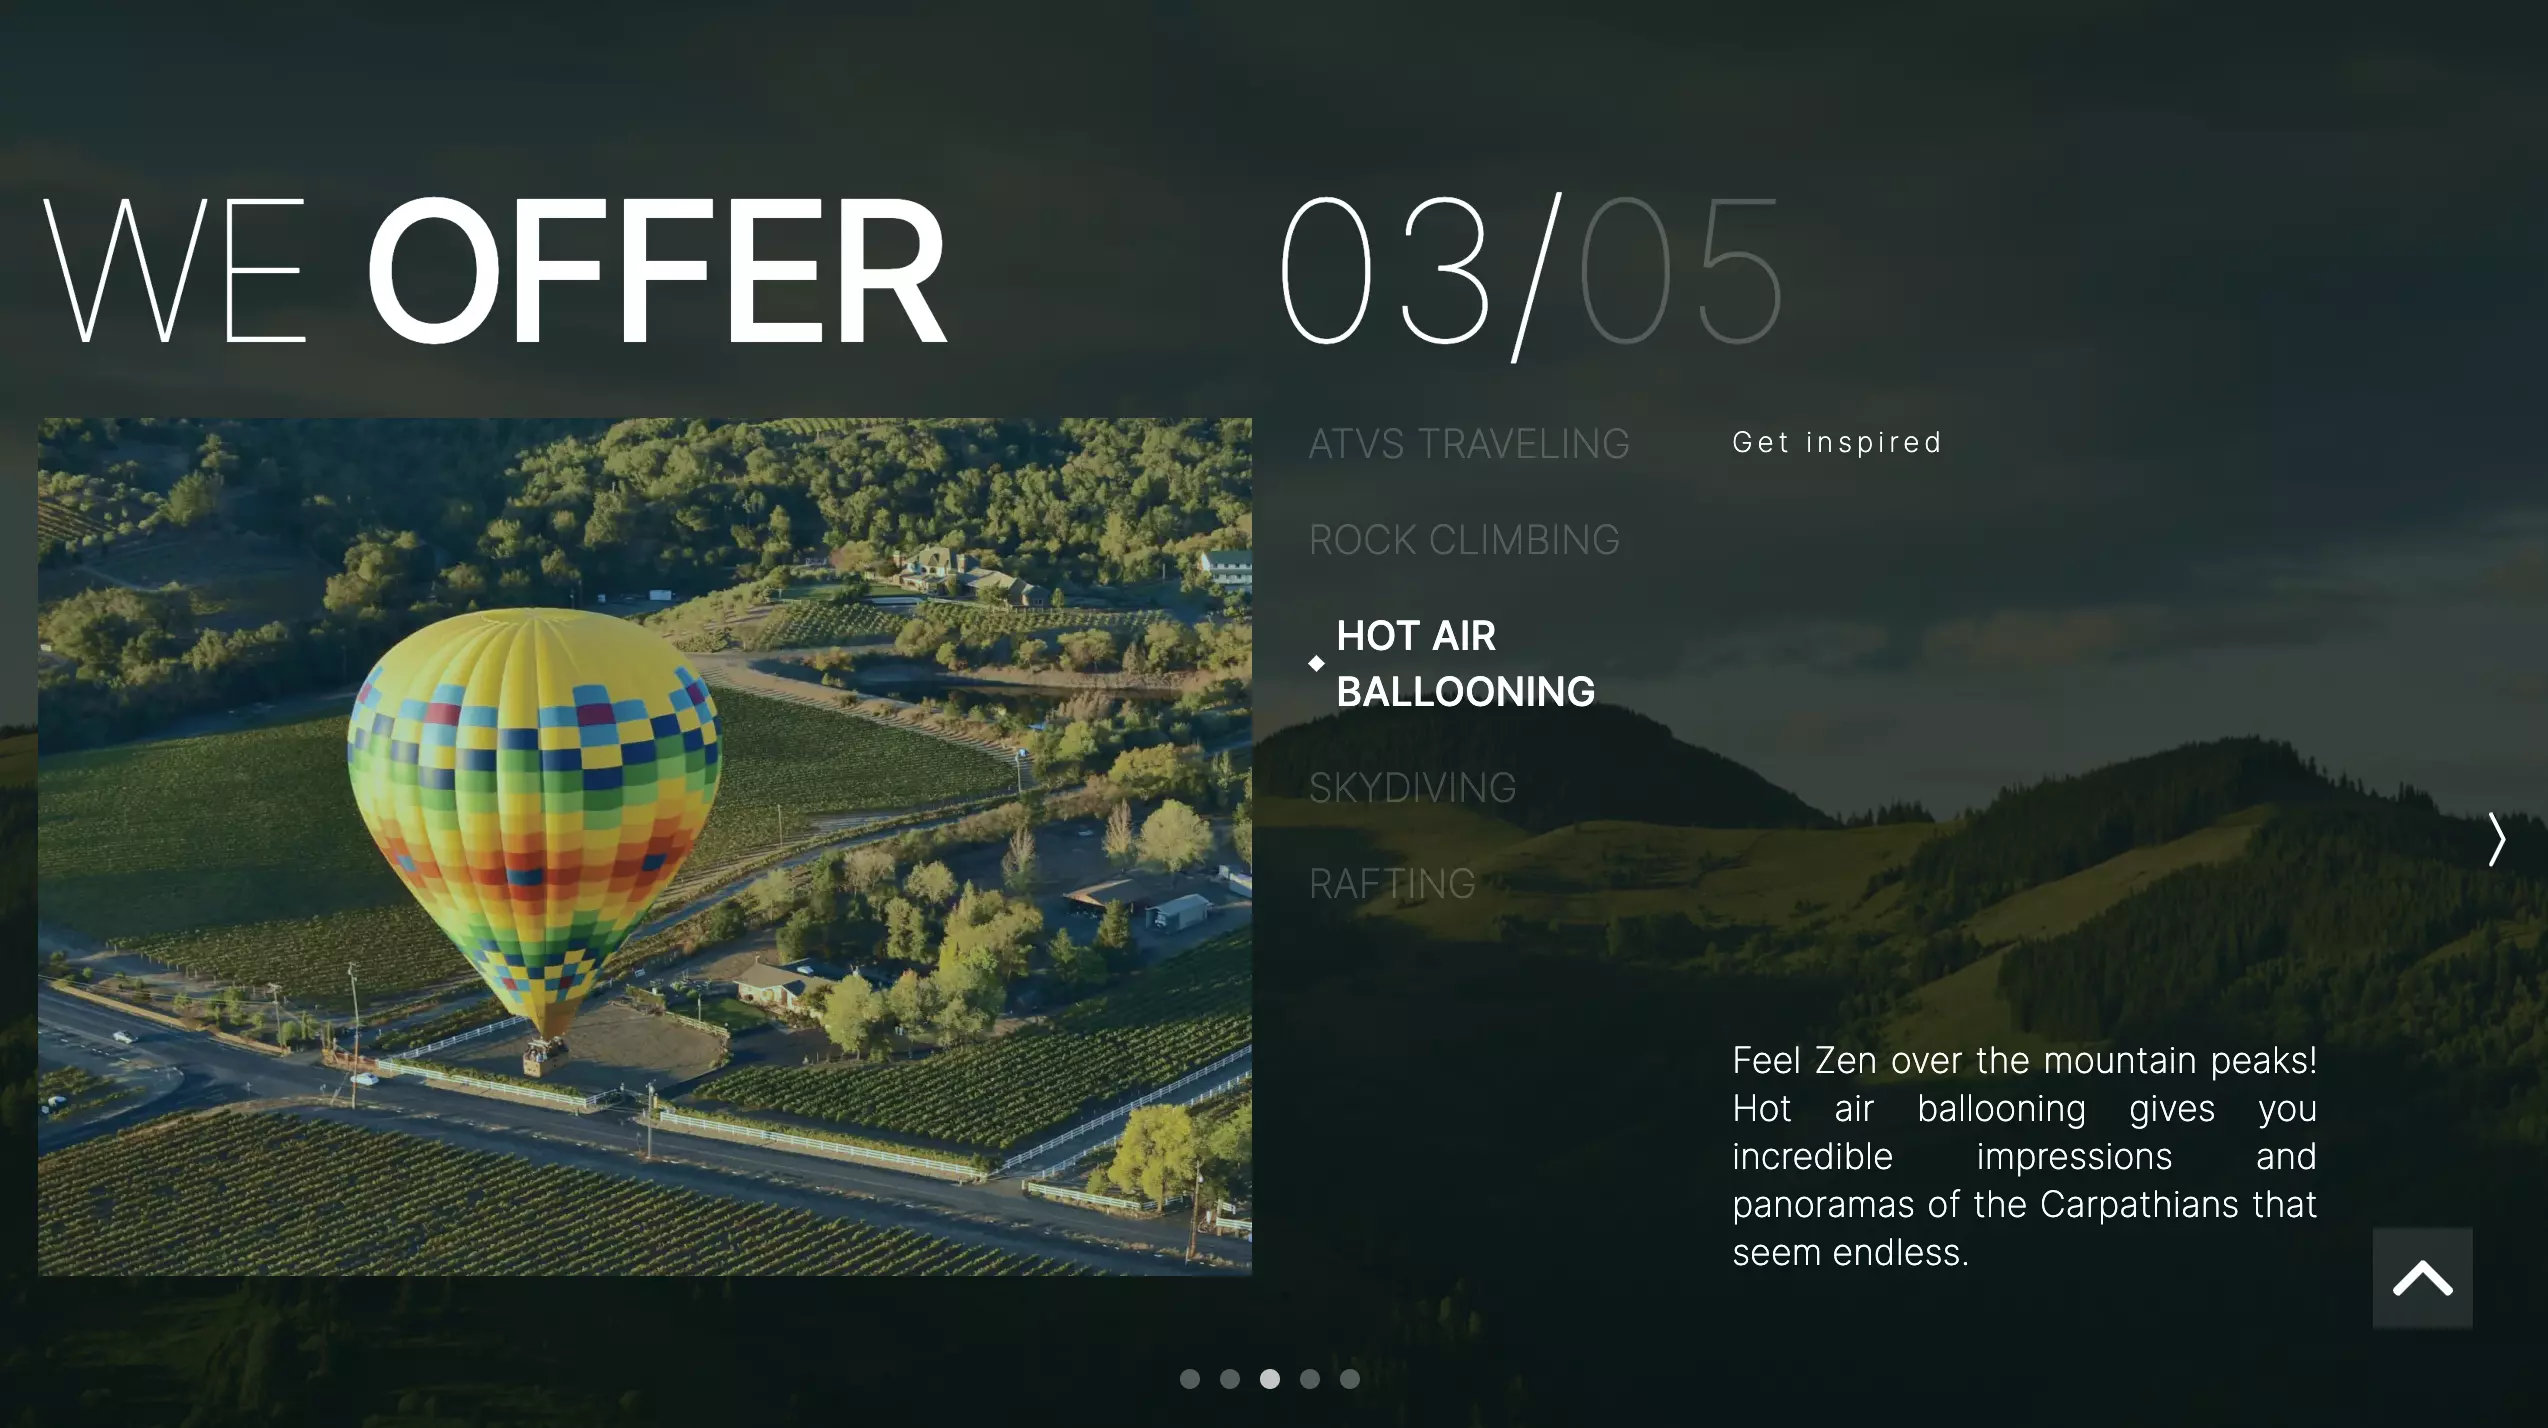 WE OFFER
03/05
ATVS TRAVELING
ROCK CLIMBING
HOT AIR
BALLOONING
SKYDIVING
RAFTING
Get inspired
Feel Zen over the mountain peaks!
Hot air ballooning gives you
incredible impressions and
panoramas of the Carpathians that
seem endless.